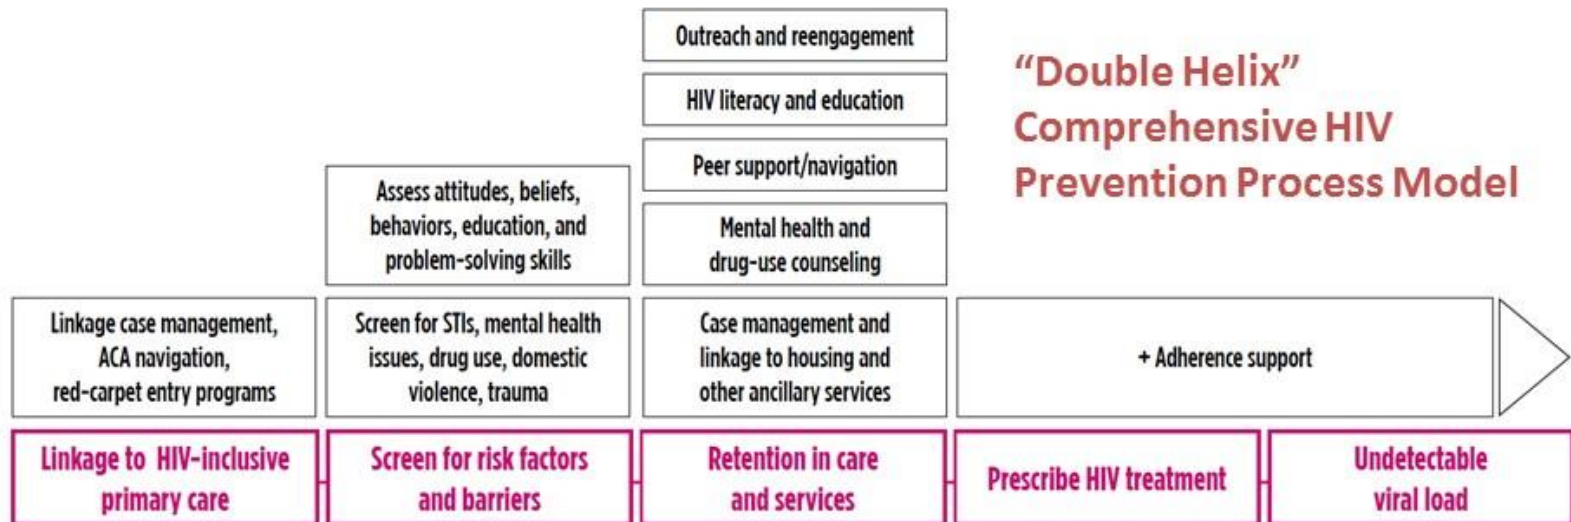 Outreach and reengagement
HIV literacy and education
Peer support/navigation
“Double Helix”
Comprehensive HIV
Prevention Process Model
Assess attitudes, beliefs,
behaviors, education, and
problem-solving skills
Mental health and
drug-use counseling
Linkage case management,
ACA navigation,
red-carpet entry programs
Screen for STIs, mental health
issues, drug use, domestic
violence, trauma
Case management and
linkage to housing and
other ancillary services
+ Adherence support
Linkage to HIV-inclusive
primary care
Screen for risk factors
and barriers
Retention in care
and services
Prescribe HIV treatment
Undetectable
viral load